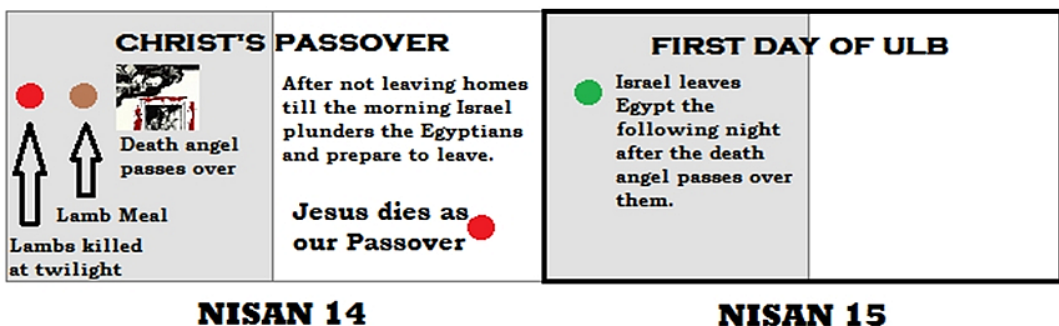 CHRIST'S PASSOVER
After not leaving homes
till the morning Israel
plunders the Egyptians
and prepare to leave.
Death angel
passes over
Lamb Meal
Lambs killed
at twilight
Jesus dies as
our Passover
NISAN 14
FIRST DAY OF ULB
Israel leaves
Egypt the
following night
after the death
angel passes over
them.
NISAN 15